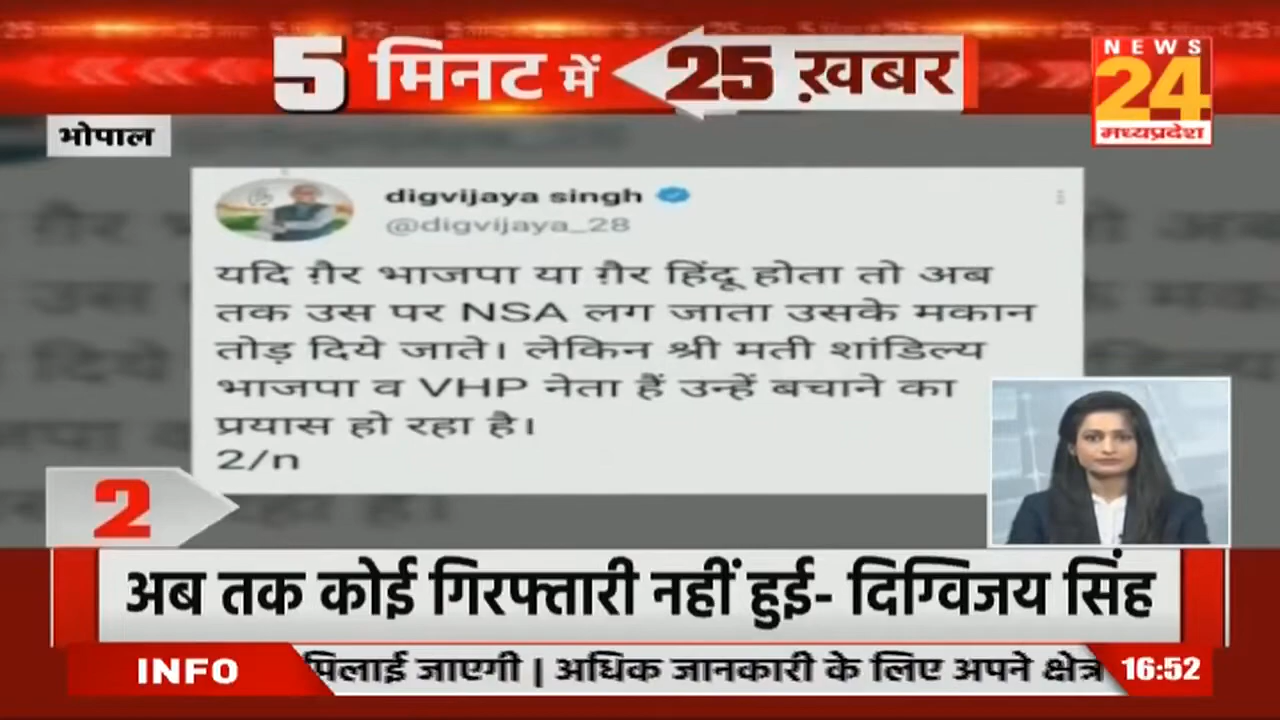 5 मिनट में 25 ख़बर
NEWS
24
मध्यप्रदेश
भोपाल
digvijaya singh
@digvijaya_28
यदि ग़ैर भाजपा या ग़ैर हिंदू होता तो अब
तक उस पर NSA लग जाता उसके मकान
तोड़ दिये जाते। लेकिन श्री मती शांडिल्य
भाजपा व VHP नेता हैं उन्हें बचाने का
प्रयास हो रहा है।
2/n
2
अब तक कोई गिरफ्तारी नहीं हुई- दिग्विजय सिंह
INFO
पिलाई जाएगी | अधिक जानकारी के लिए अपने क्षेत्र
16:52